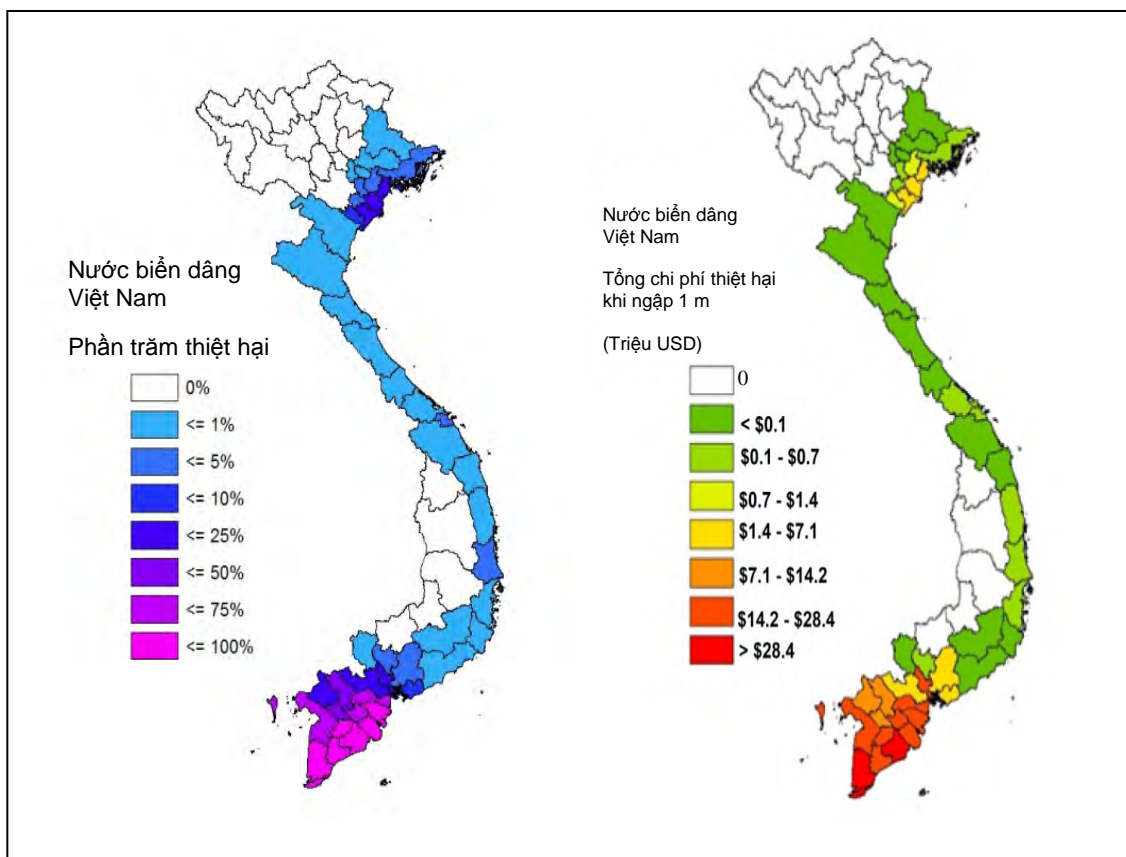 Nước biển dâng
Việt Nam
Phần trăm thiệt hại
0%
<= 1%
<= 5%
<= 10%
<= 25%
<= 50%
<= 75%
<= 100%
Nước biển dâng
Việt Nam
Tổng chi phí thiệt hại
khi ngập 1 m
(Triệu USD)
0
< $0.1
$0.1 - $0.7
$0.7 - $1.4
$1.4 - $7.1
$7.1 - $14.2
$14.2 - $28.4
> $28.4